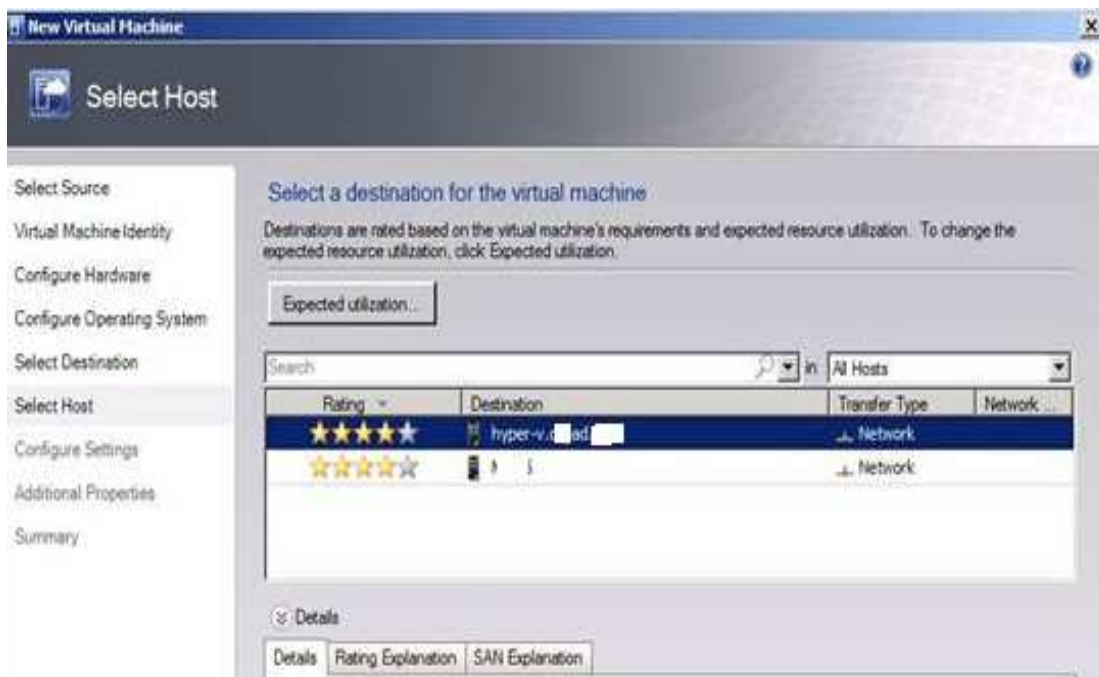 New Virtual Machine
Select Host
Select Source
Virtual Machine Identity
Configure Hardware
Configure Operating System
Select Destination
Select Host
Configure Settings
Additional Properties
Summary
Select a destination for the virtual machine
Destinations are rated based on the virtual machine's requirements and expected resource utilization. To change the
expected resource utilization, click Expected utilization.
Expected utilization...
Search in All Hosts
Rating Destination Transfer Type Network ...
Network
Network
Details
Details Rating Explanation SAN Explanation